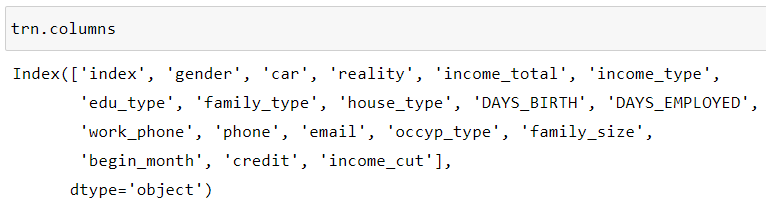 trn.columns
Index(['index', 'gender', 'car', 'reality', 'income_total', 'income_type',
'edu_type', 'family_type', 'house_type', 'DAYS_BIRTH', 'DAYS_EMPLOYED',
'work_phone', 'phone', 'email', 'occyp_type', 'family_size',
'begin_month', 'credit', 'income_cut'],
dtype='object')